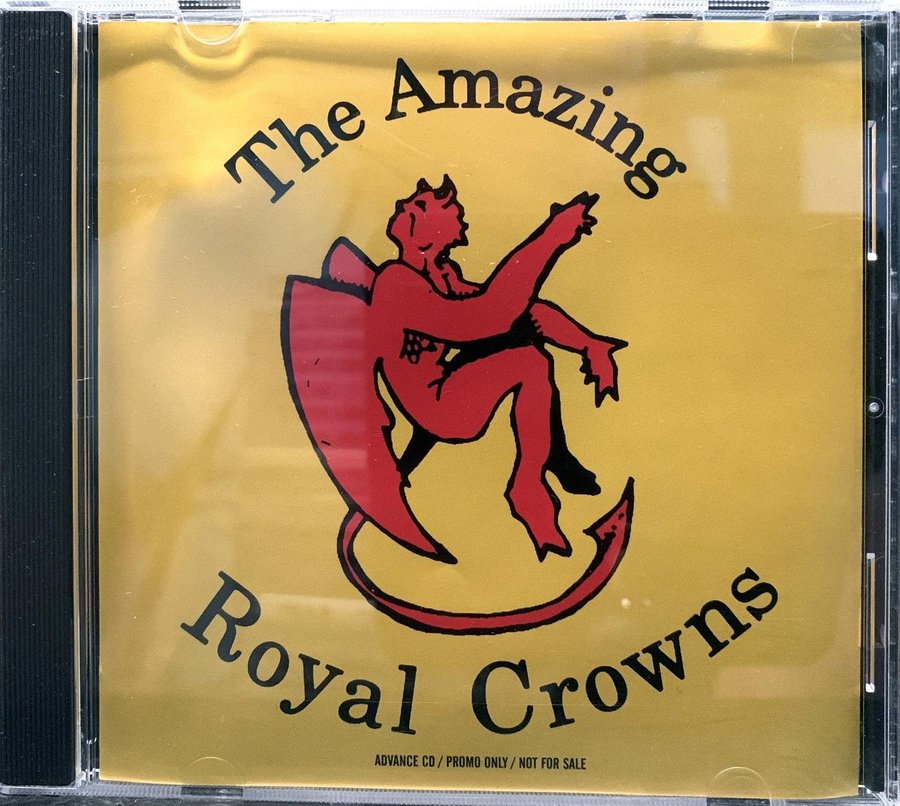 The Amazing
Royal Crowns
ADVANCE CD / PROMO ONLY / NOT FOR SALE